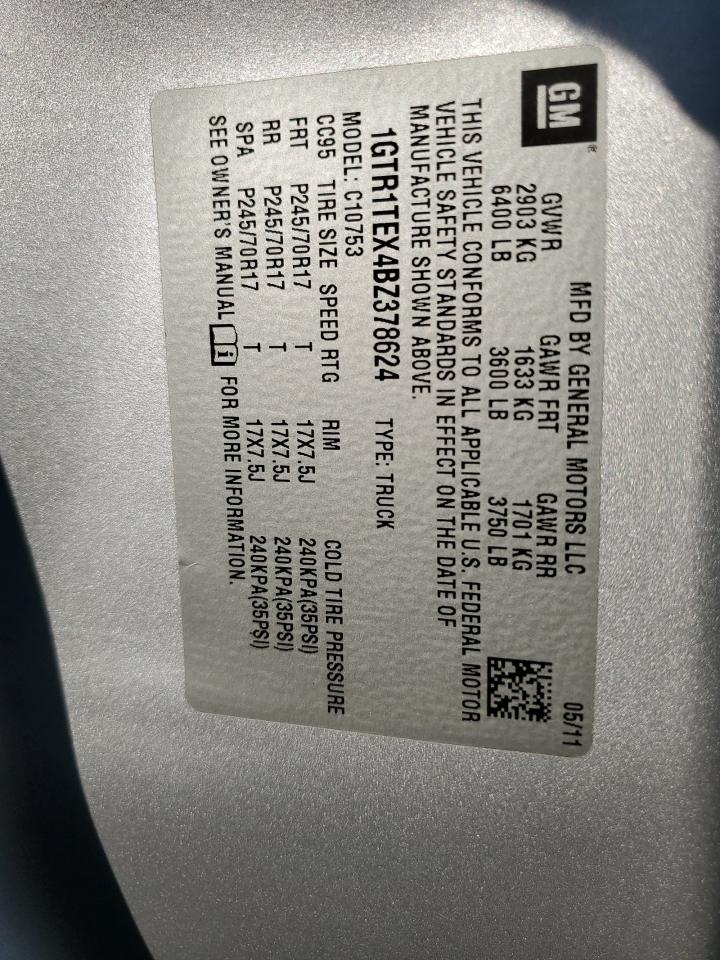 GM
MFD BY GENERAL MOTORS LLC 05/11
GVWR GAWR FRT GAWR RR
2903 KG 1633 KG 1701 KG
6400 LB 3600 LB 3750 LB
THIS VEHICLE CONFORMS TO ALL APPLICABLE U.S. FEDERAL MOTOR
VEHICLE SAFETY STANDARDS IN EFFECT ON THE DATE OF
MANUFACTURE SHOWN ABOVE.
1GTR1TEX4BZ378624 TYPE: TRUCK
MODEL: C10753
CC95 TIRE SIZE SPEED RTG RIM COLD TIRE PRESSURE
FRT P245/70R17 T 17X7.5J 240KPA(35PSI)
RR P245/70R17 T 17X7.5J 240KPA(35PSI)
SPA P245/70R17 T 17X7.5J 240KPA(35PSI)
SEE OWNER'S MANUAL i FOR MORE INFORMATION.